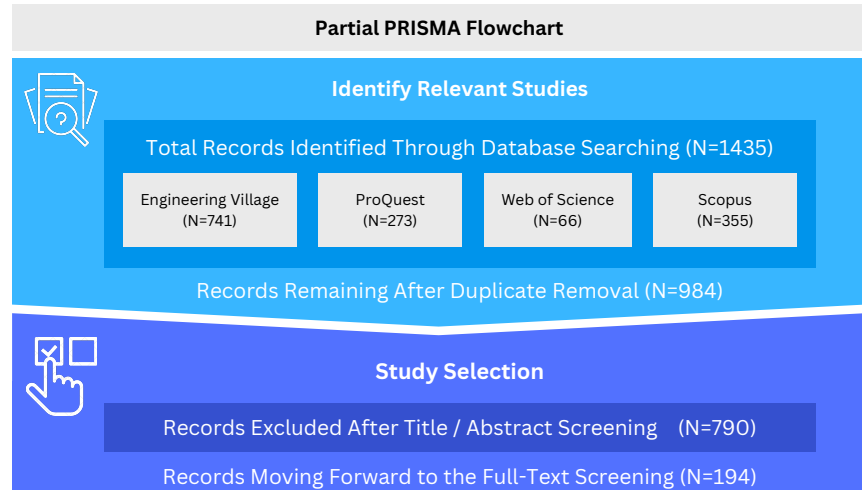 Partial PRISMA Flowchart
Identify Relevant Studies
Total Records Identified Through Database Searching (N=1435)
Engineering Village
(N=741)
ProQuest
(N=273)
Web of Science
(N=66)
Scopus
(N=355)
Records Remaining After Duplicate Removal (N=984)
Study Selection
Records Excluded After Title / Abstract Screening (N=790)
Records Moving Forward to the Full-Text Screening (N=194)